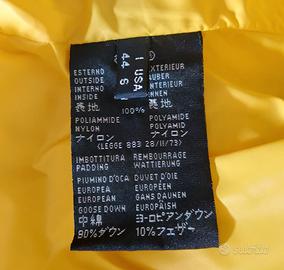 I USA
44 6
ESTERNO EXTERIEUR
OUTSIDE AUBER
INTERNO INTERIEUR
INSIDE INNEN
表地
100%
POLIAMMIDE POLYAMIDE
NYLON POLYAMID
ナイロン ナイロン
(LEGGE 883 28/11/73)
IMBOTTITURA REMBOURRAGE
PADDING WATTIERUNG
PIUMINO D'OCA DUVET D'OIE
EUROPEA EUROPÉEN
EUROPEAN GANS DAUNEN
GOOSE DOWN EUROPÄISH
中綿 ヨーロピアンダウン
90%ダウン 10%フェザー
subito